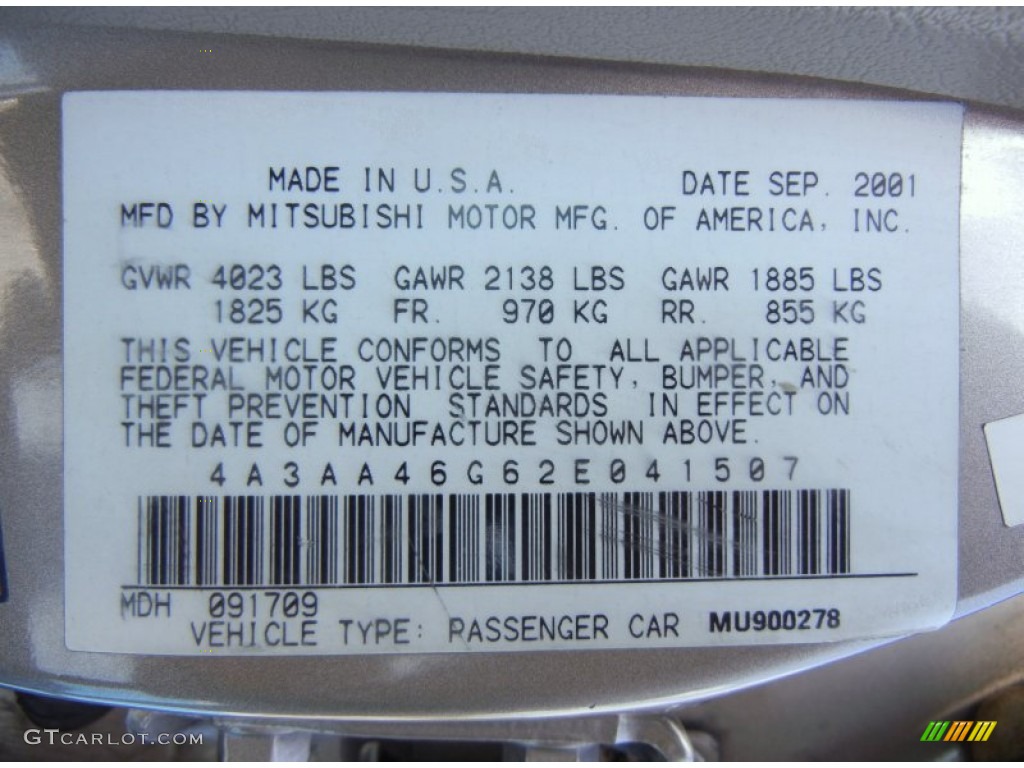 MADE IN U.S.A. DATE SEP. 2001
MFD BY MITSUBISHI MOTOR MFG. OF AMERICA, INC.
GVWR 4023 LBS GAWR 2138 LBS GAWR 1885 LBS
1825 KG FR. 970 KG RR. 855 KG
THIS VEHICLE CONFORMS TO ALL APPLICABLE
FEDERAL MOTOR VEHICLE SAFETY, BUMPER, AND
THEFT PREVENTION STANDARDS IN EFFECT ON
THE DATE OF MANUFACTURE SHOWN ABOVE.
4A3AA46G62E041507
MDH 091709
VEHICLE TYPE: PASSENGER CAR MU900278
GTCARLOT.COM